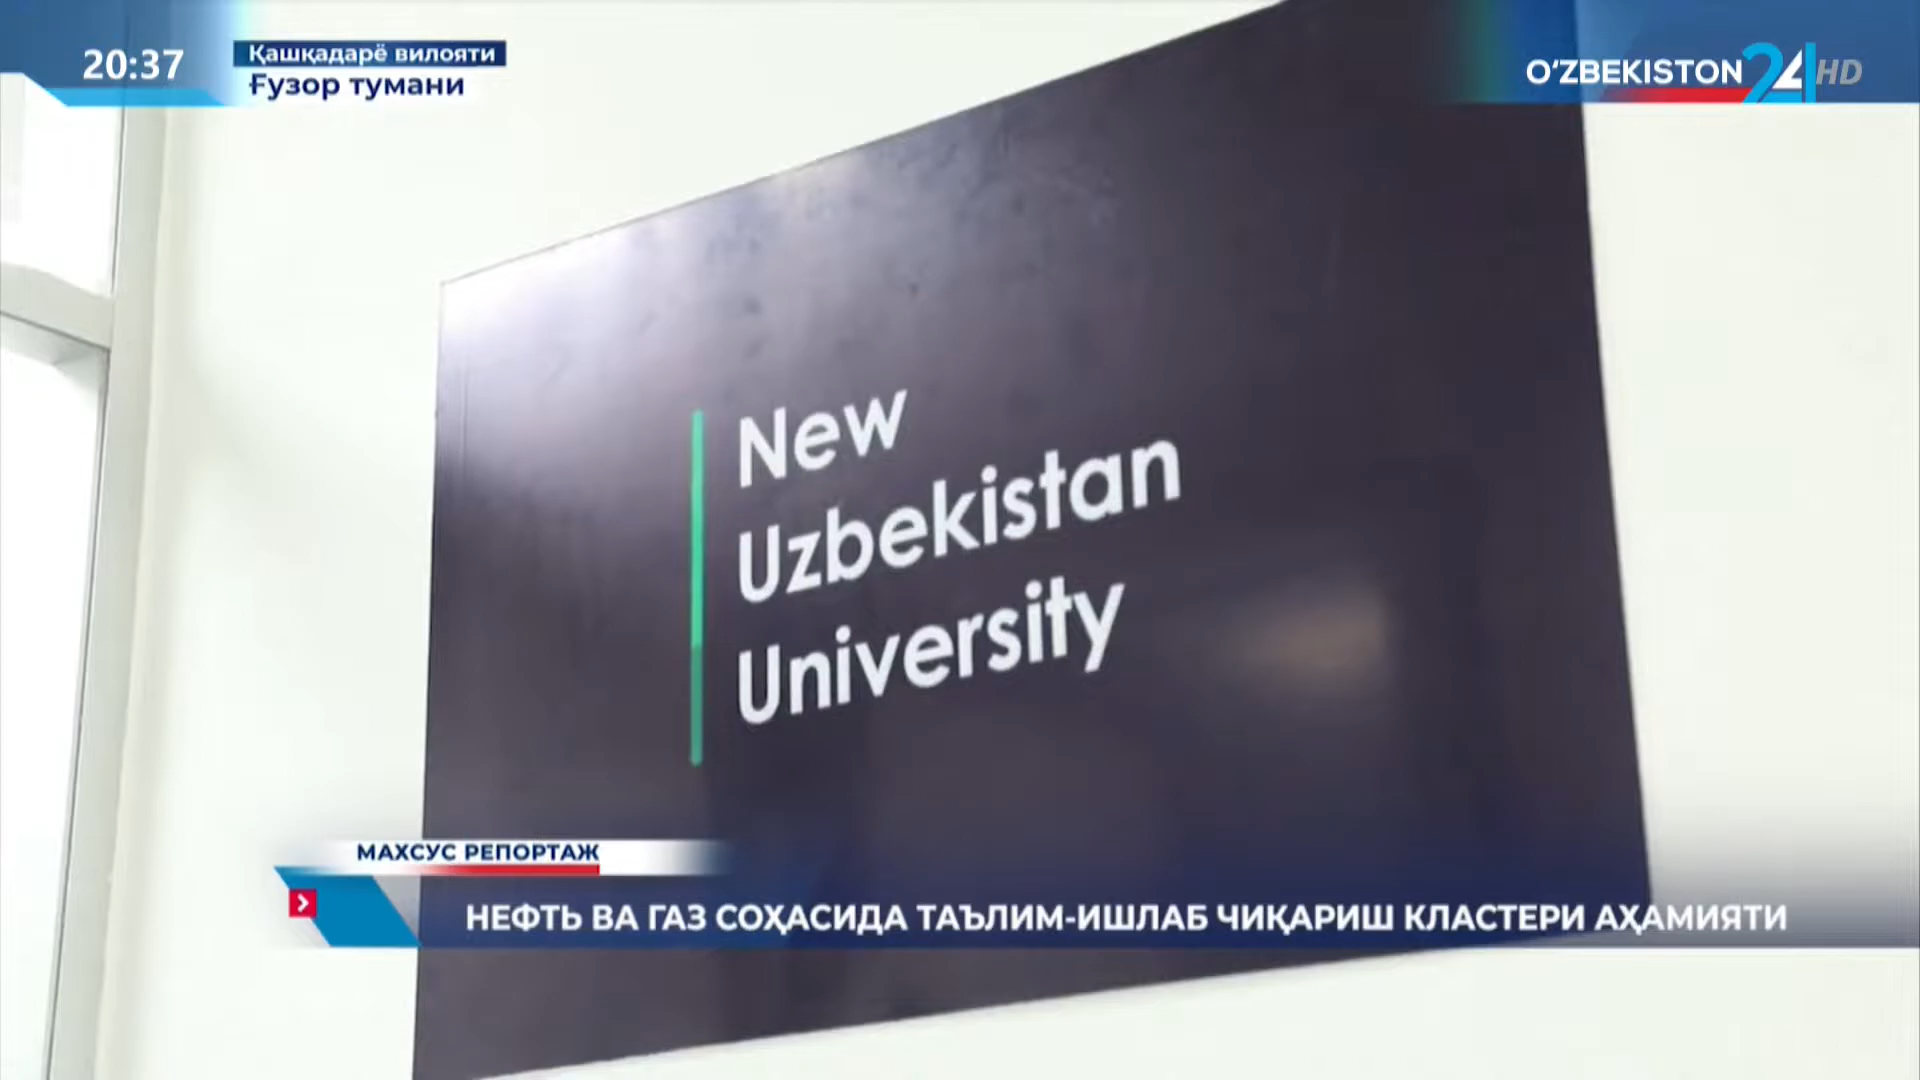 20:37
Қашқадарё вилояти
Ғузор тумани
O‘ZBEKISTON 24 HD
New
Uzbekistan
University
МАХСУС РЕПОРТАЖ
НЕФТЬ ВА ГАЗ СОҲАСИДА ТАЪЛИМ-ИШЛАБ ЧИҚАРИШ КЛАСТЕРИ АҲАМИЯТИ